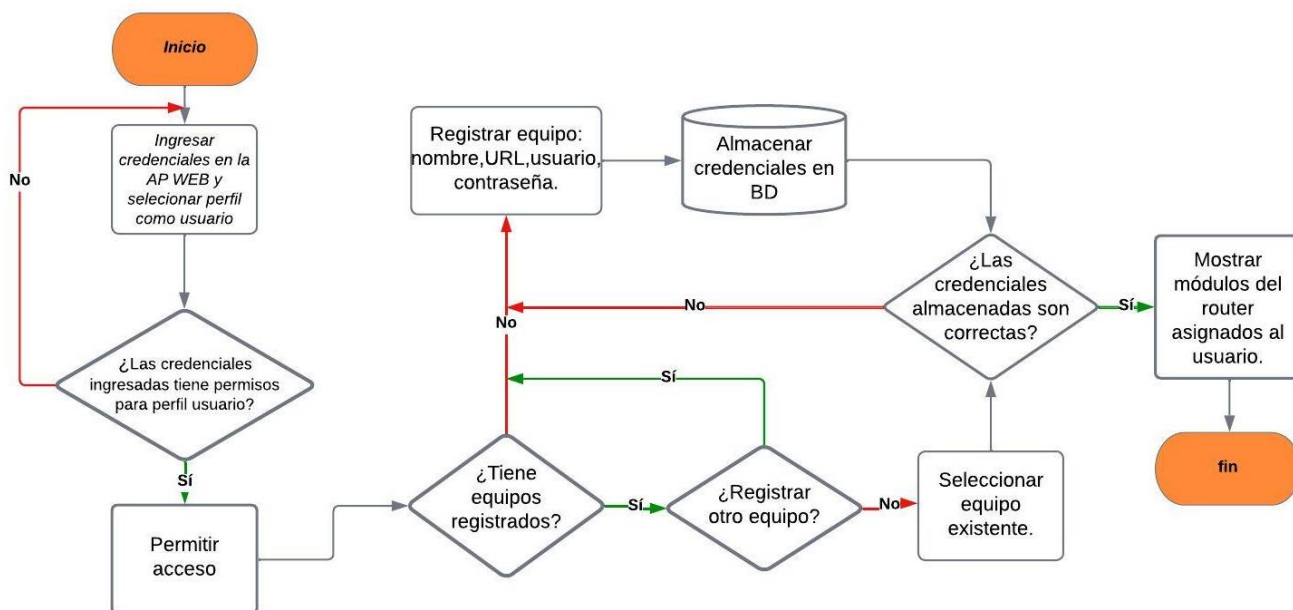 Inicio
Ingresar
credenciales en la
AP WEB y
selecionar perfil
como usuario
No
¿Las credenciales
ingresadas tiene permisos
para perfil usuario?
Sí
Permitir
acceso
Registrar equipo:
nombre,URL,usuario,
contraseña.
Almacenar
credenciales en
BD
¿Las
credenciales
almacenadas son
correctas?
No
Sí
Mostrar
módulos del
router
asignados al
usuario.
No
Sí
¿Tiene
equipos
registrados?
Sí
¿Registrar
otro equipo?
No
Seleccionar
equipo
existente.
fin